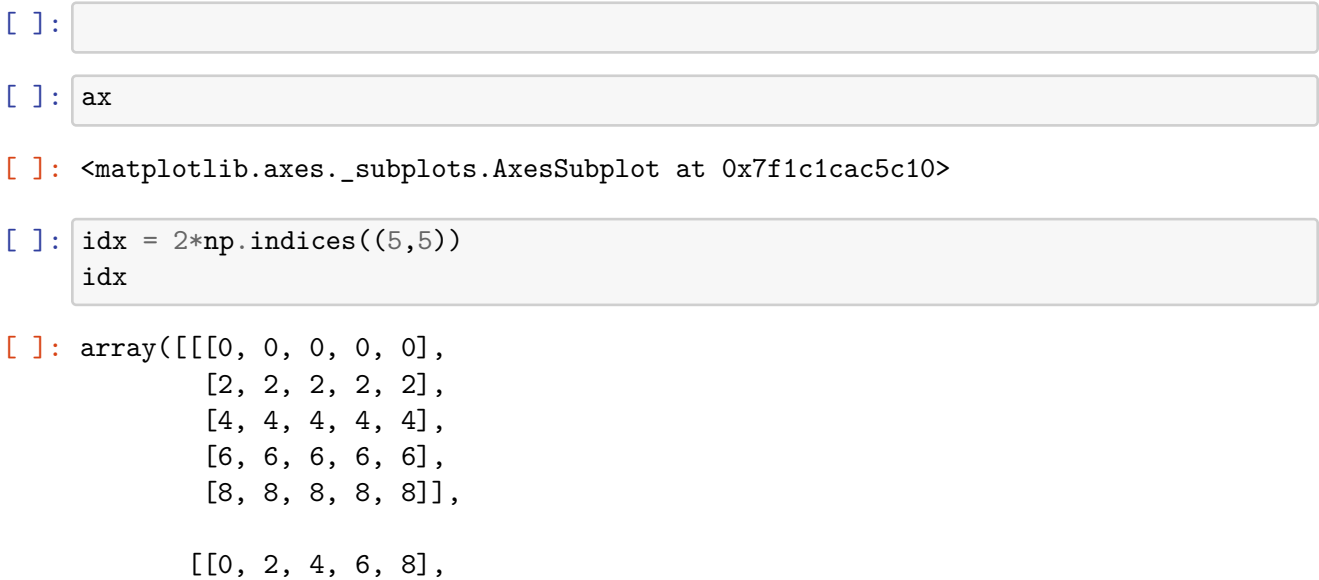 [ ]:
[ ]: ax
[ ]: <matplotlib.axes._subplots.AxesSubplot at 0x7f1c1cac5c10>
[ ]: idx = 2*np.indices((5,5))
idx
[ ]: array([[[0, 0, 0, 0, 0],
[2, 2, 2, 2, 2],
[4, 4, 4, 4, 4],
[6, 6, 6, 6, 6],
[8, 8, 8, 8, 8]],
[[0, 2, 4, 6, 8],